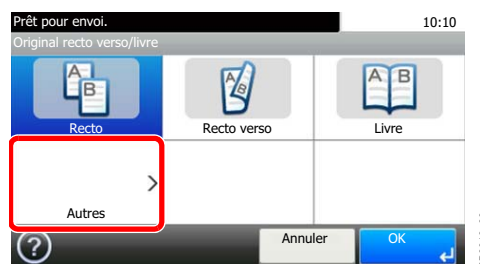 Prêt pour envoi. 10:10
Original recto verso/livre
A B A B A B
Recto Recto verso Livre
Autres
? Annuler OK